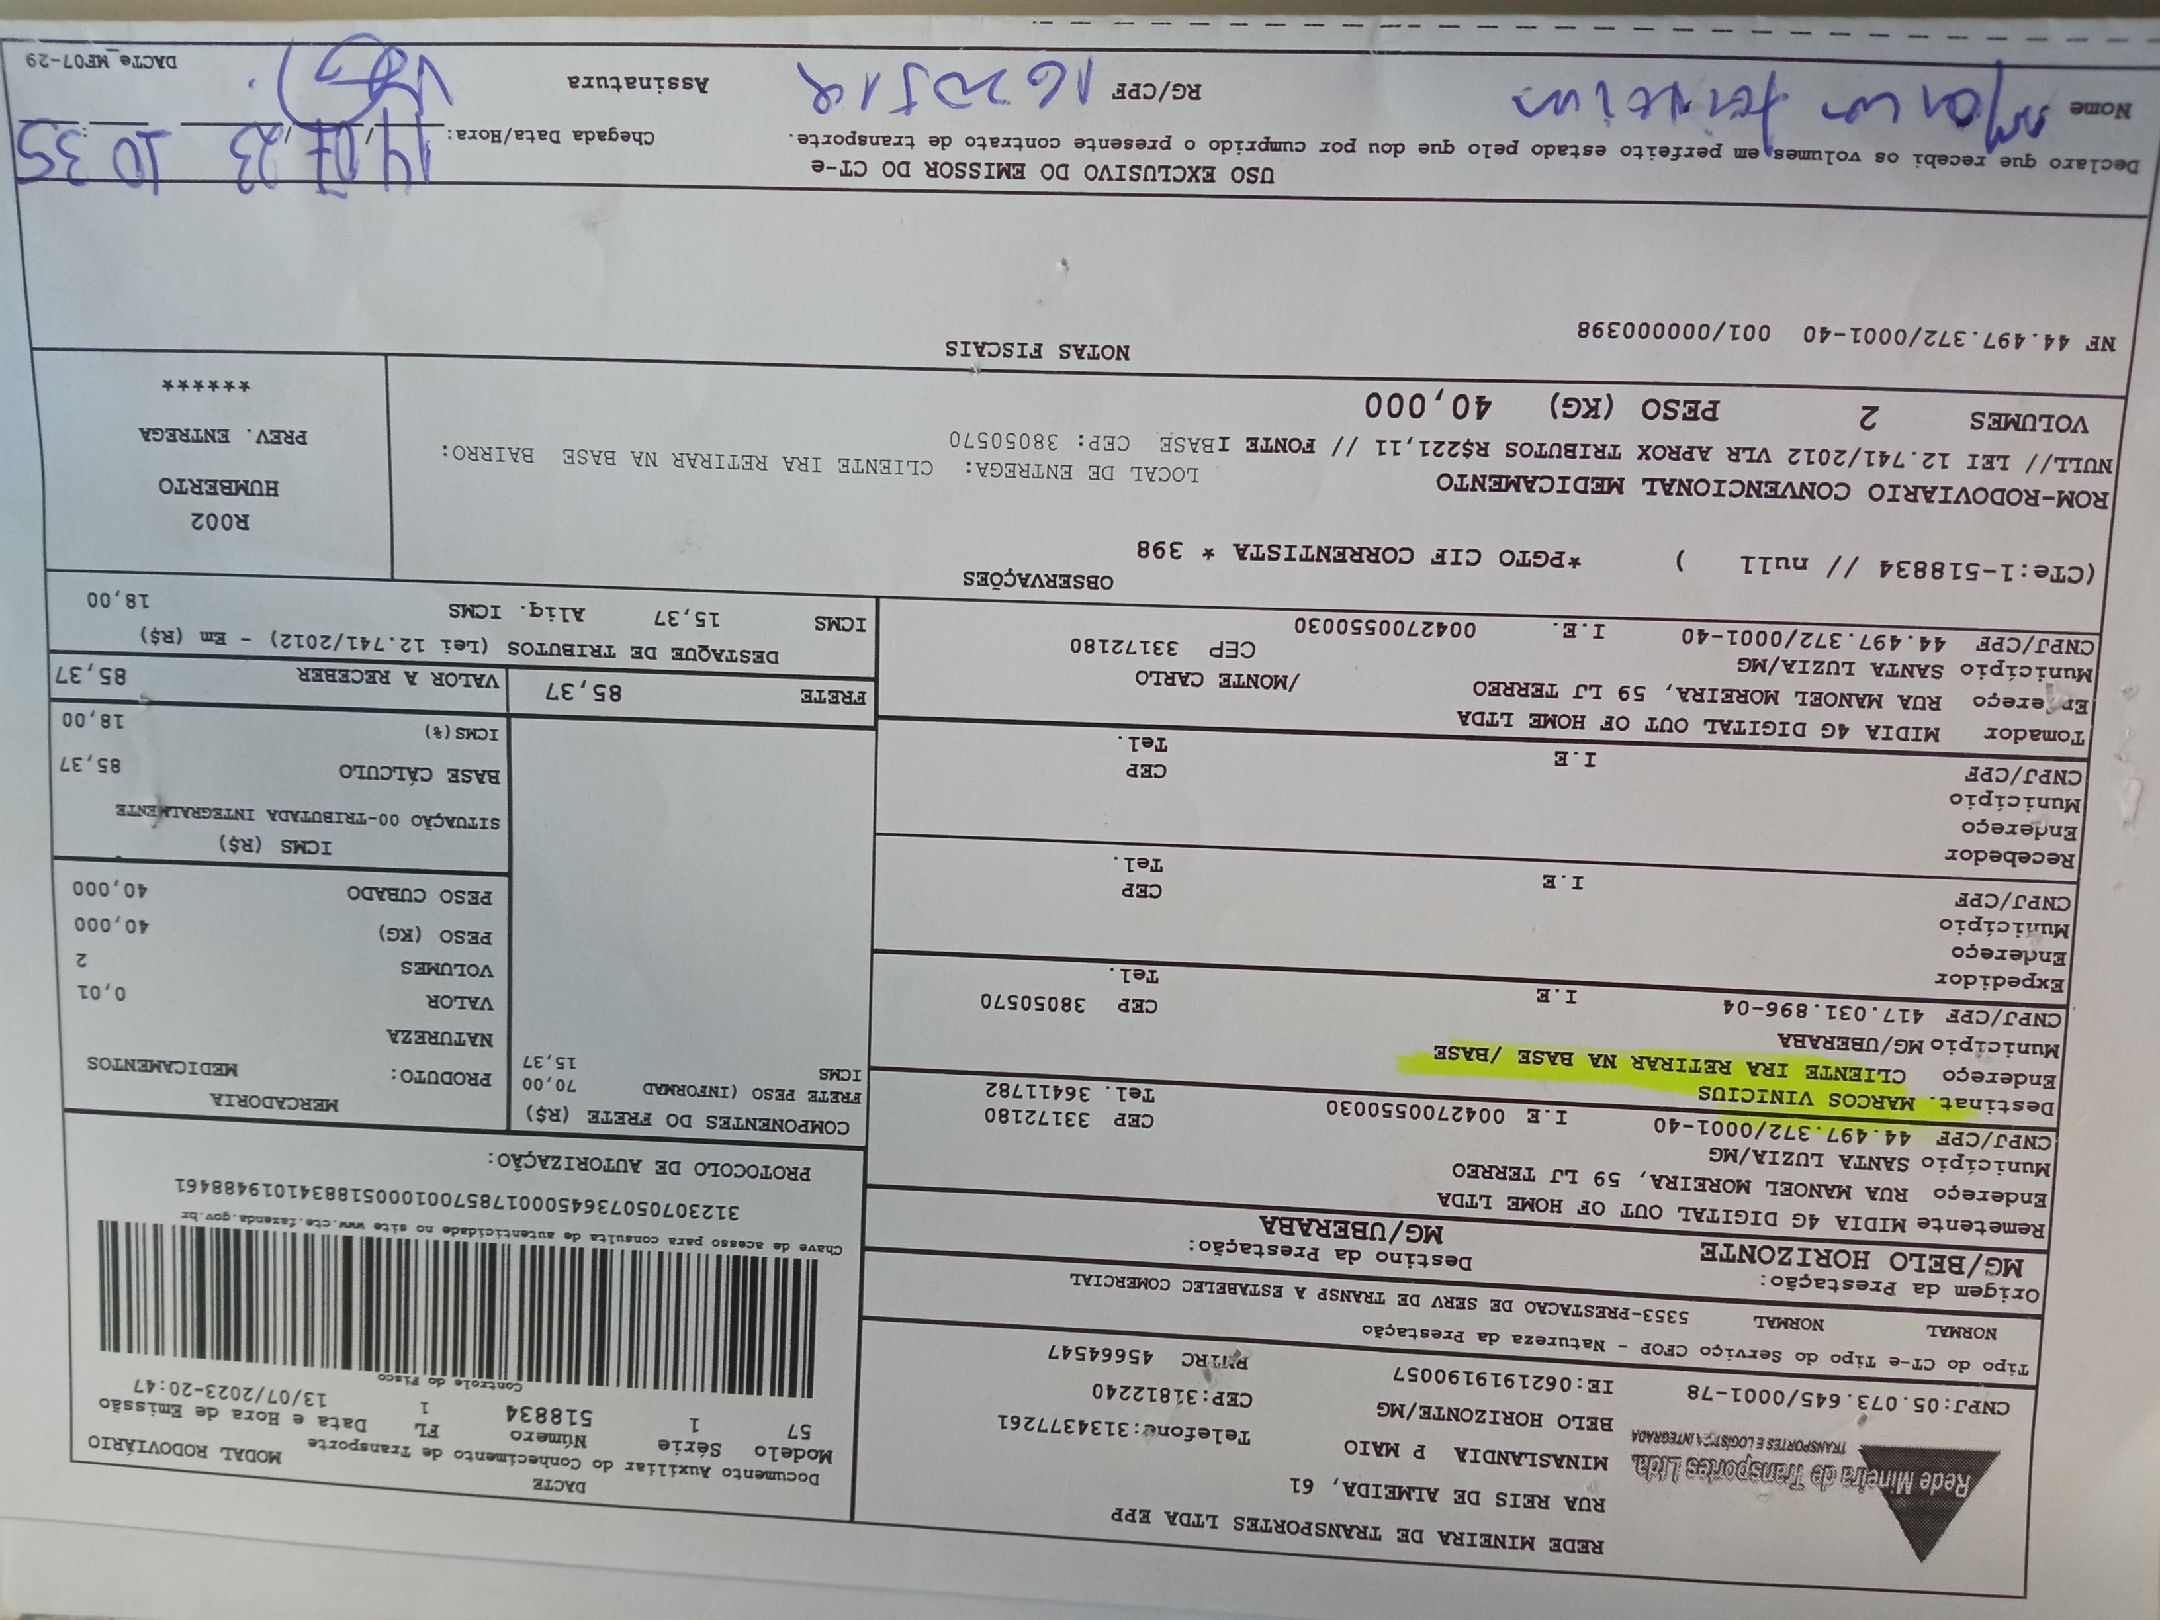 REDE MINEIRA DE TRANSPORTES LTDA EPP
Rede Mineira de Transportes Ltda.
TRANSPORTES E LOGÍSTICA INTEGRADA
RUA REIS DE ALMEIDA, 61
MINASLANDIA P MAIO Telefone:3134377261
BELO HORIZONTE/MG CEP:31812240
CNPJ:05.073.645/0001-78 IE:0621919190057 45664547
DACTE
Documento Auxiliar do Conhecimento de Transporte MODAL RODOVIÁRIO
Modelo Série Número FL Data e Hora de Emissão
57 1 518834 1 13/07/2023-20:47
Controle do Fisco
Chave de acesso para consulta de autenticidade no site www.cte.fazenda.gov.br
31230705073645000178570010005188341019488461
PROTOCOLO DE AUTORIZAÇÃO:
Tipo do CT-e Tipo do Serviço CFOP - Natureza da Prestação
NORMAL NORMAL 5353-PRESTACAO DE SERV DE TRANSP A ESTABELEC COMERCIAL
Origem da Prestação: Destino da Prestação:
MG/BELO HORIZONTE MG/UBERABA
Remetente MIDIA 4G DIGITAL OUT OF HOME LTDA
Endereço RUA MANOEL MOREIRA, 59 LJ TERREO
Município SANTA LUZIA/MG CEP 33172180
CNPJ/CPF 44.497.372/0001-40 I.E 0042700550030 Tel. 36411782
Destinat. MARCOS VINICIUS
Endereço CLIENTE IRA RETIRAR NA BASE /BASE
Município MG/UBERABA CEP 38050570
CNPJ/CPF 417.031.896-04 I.E Tel.
Expedidor
Endereço
Município CEP
CNPJ/CPF I.E Tel.
Recebedor
Endereço
Município CEP
CNPJ/CPF I.E Tel.
Tomador MIDIA 4G DIGITAL OUT OF HOME LTDA
Endereço RUA MANOEL MOREIRA, 59 LJ TERREO /MONTE CARLO
Município SANTA LUZIA/MG CEP 33172180
CNPJ/CPF 44.497.372/0001-40 I.E. 0042700550030
COMPONENTES DO FRETE (R$)
FRETE PESO (INFORMAD 70,00
ICMS 15,37
FRETE 85,37
MERCADORIA
PRODUTO: MEDICAMENTOS
NATUREZA
VALOR 0,01
VOLUMES 2
PESO (KG) 40,000
PESO CUBADO 40,000
ICMS (R$)
SITUAÇÃO 00-TRIBUTADA INTEGRALMENTE
BASE CÁLCULO 85,37
ICMS(%) 18,00
VALOR A RECEBER 85,37
DESTAQUE DE TRIBUTOS (Lei 12.741/2012) - Em (R$)
ICMS 15,37 Aliq. ICMS 18,00
OBSERVAÇÕES
(CTe:1-518834 // null ) *PGTO CIF CORRENTISTA * 398
ROM-RODOVIARIO CONVENCIONAL MEDICAMENTO LOCAL DE ENTREGA: CLIENTE IRA RETIRAR NA BASE BAIRRO:
NULL// LEI 12.741/2012 VLR APROX TRIBUTOS R$221,11 // FONTE IBASE CEP: 38050570
VOLUMES 2 PESO (KG) 40,000
R002
HUMBERTO
PREV. ENTREGA
******
NOTAS FISCAIS
NF 44.497.372/0001-40 001/000000398
USO EXCLUSIVO DO EMISSOR DO CT-e
Declaro que recebi os volumes em perfeito estado pelo que dou por cumprido o presente contrato de transporte.
Chegada Data/Hora: 14/07/23 10:35
Nome RG/CPF Assinatura
DACTe_MF07-29